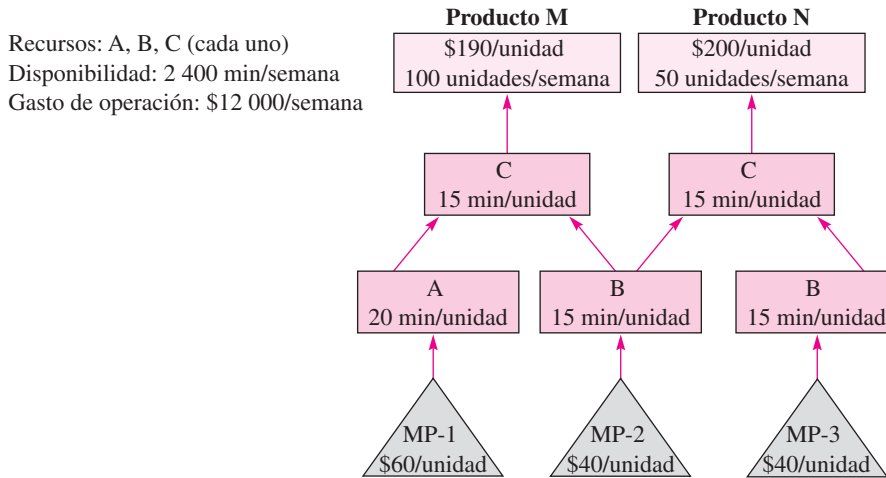 Recursos: A, B, C (cada uno)
Disponibilidad: 2 400 min/semana
Gasto de operación: $12 000/semana
Producto M
$190/unidad
100 unidades/semana
Producto N
$200/unidad
50 unidades/semana
C
15 min/unidad
C
15 min/unidad
A
20 min/unidad
B
15 min/unidad
B
15 min/unidad
MP-1
$60/unidad
MP-2
$40/unidad
MP-3
$40/unidad